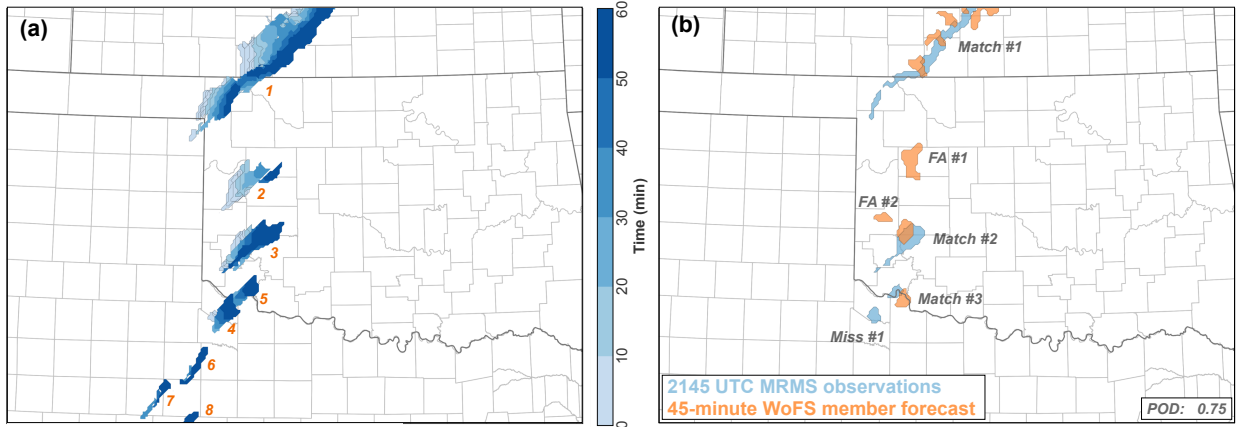 (a)
1
2
3
5
4
6
7
8
60
50
40
30
20
10
0
Time (min)
(b)
Match #1
FA #1
FA #2
Match #2
Match #3
Miss #1
2145 UTC MRMS observations
45-minute WoFS member forecast
POD: 0.75